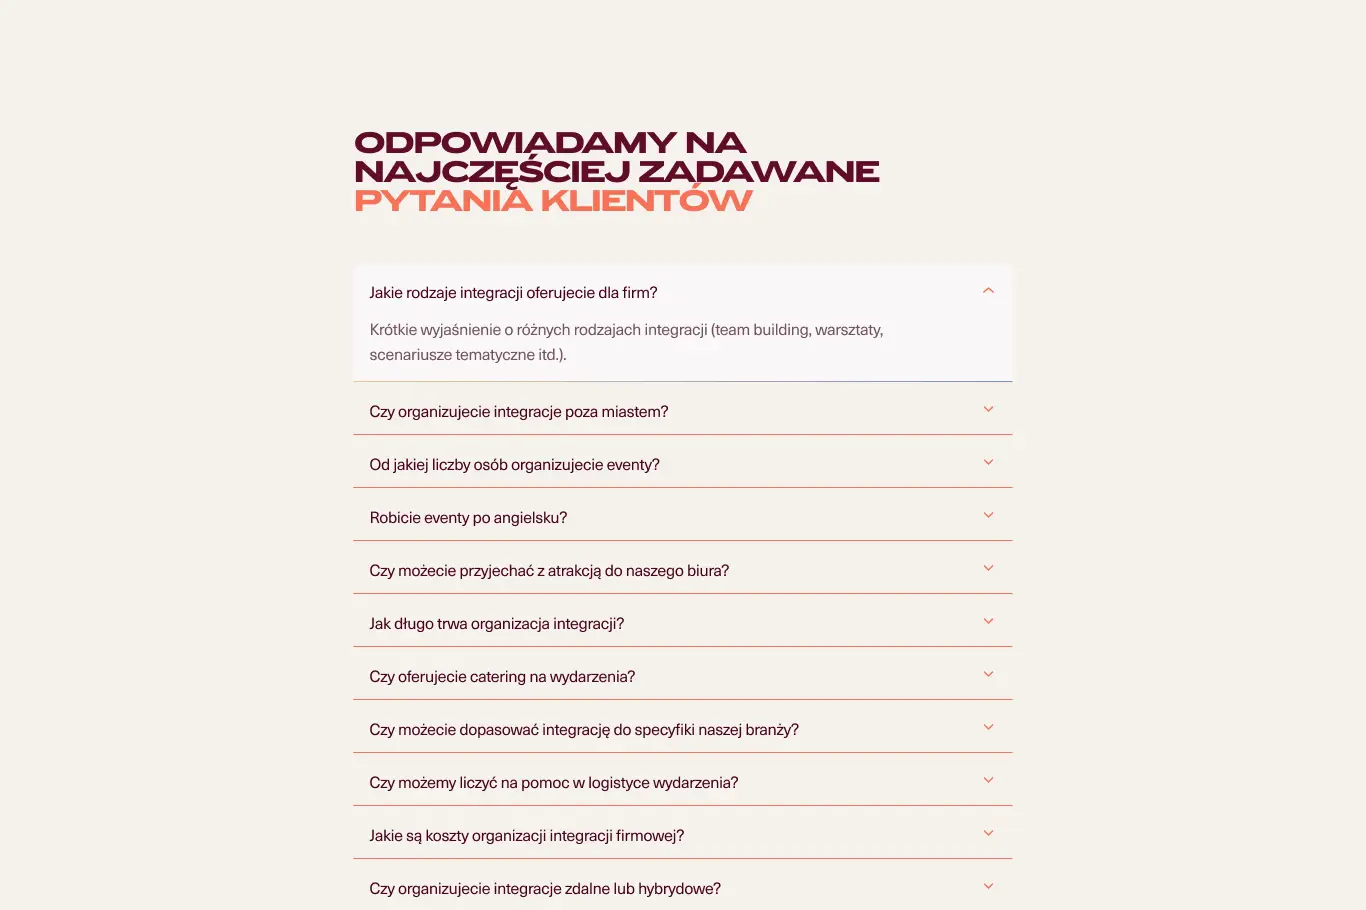 ODPOWIADAMY NA
NAJCZĘŚCIEJ ZADAWANE
PYTANIA KLIENTÓW
Jakie rodzaje integracji oferujecie dla firm?
Krótkie wyjaśnienie o różnych rodzajach integracji (team building, warsztaty,
scenariusze tematyczne itd.).
Czy organizujecie integracje poza miastem?
Od jakiej liczby osób organizujecie eventy?
Robicie eventy po angielsku?
Czy możecie przyjechać z atrakcją do naszego biura?
Jak długo trwa organizacja integracji?
Czy oferujecie catering na wydarzenia?
Czy możecie dopasować integrację do specyfiki naszej branży?
Czy możemy liczyć na pomoc w logistyce wydarzenia?
Jakie są koszty organizacji integracji firmowej?
Czy organizujecie integracje zdalne lub hybrydowe?